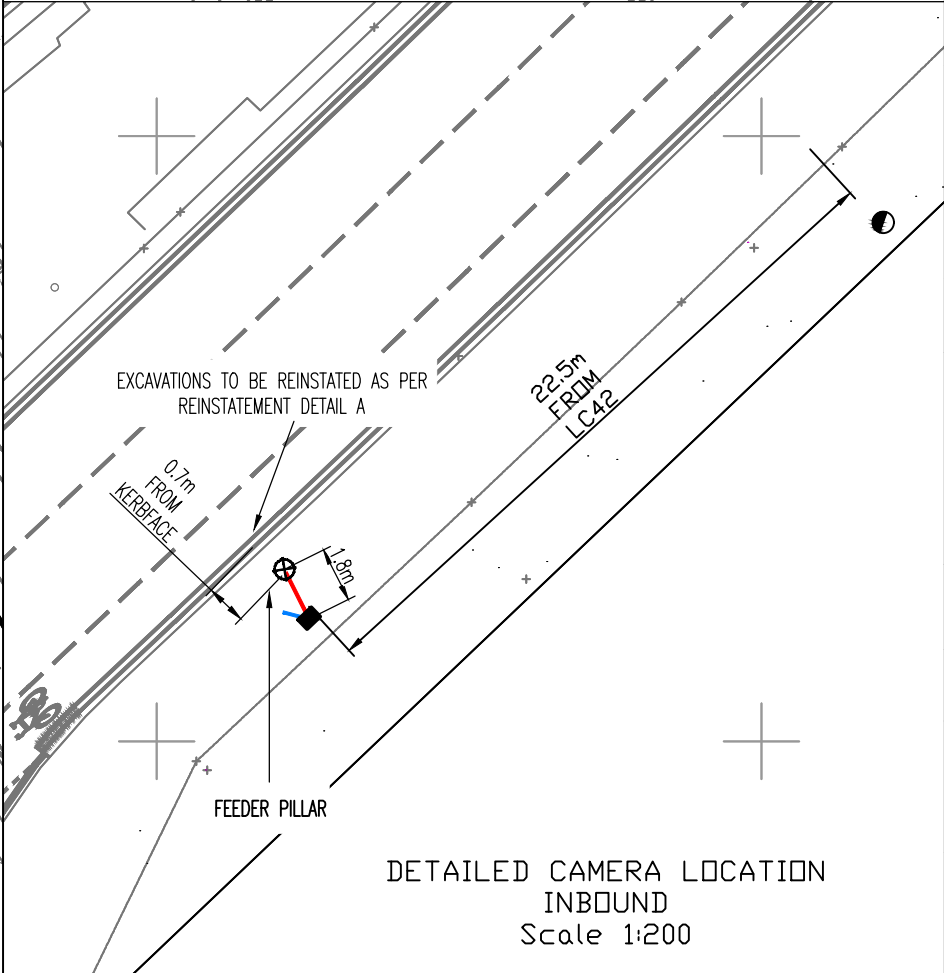 EXCAVATIONS TO BE REINSTATED AS PER
REINSTATEMENT DETAIL A
22.5m
FROM
LC42
0.7m
FROM
KERBFACE
1.8m
FEEDER PILLAR
DETAILED CAMERA LOCATION
INBOUND
Scale 1:200